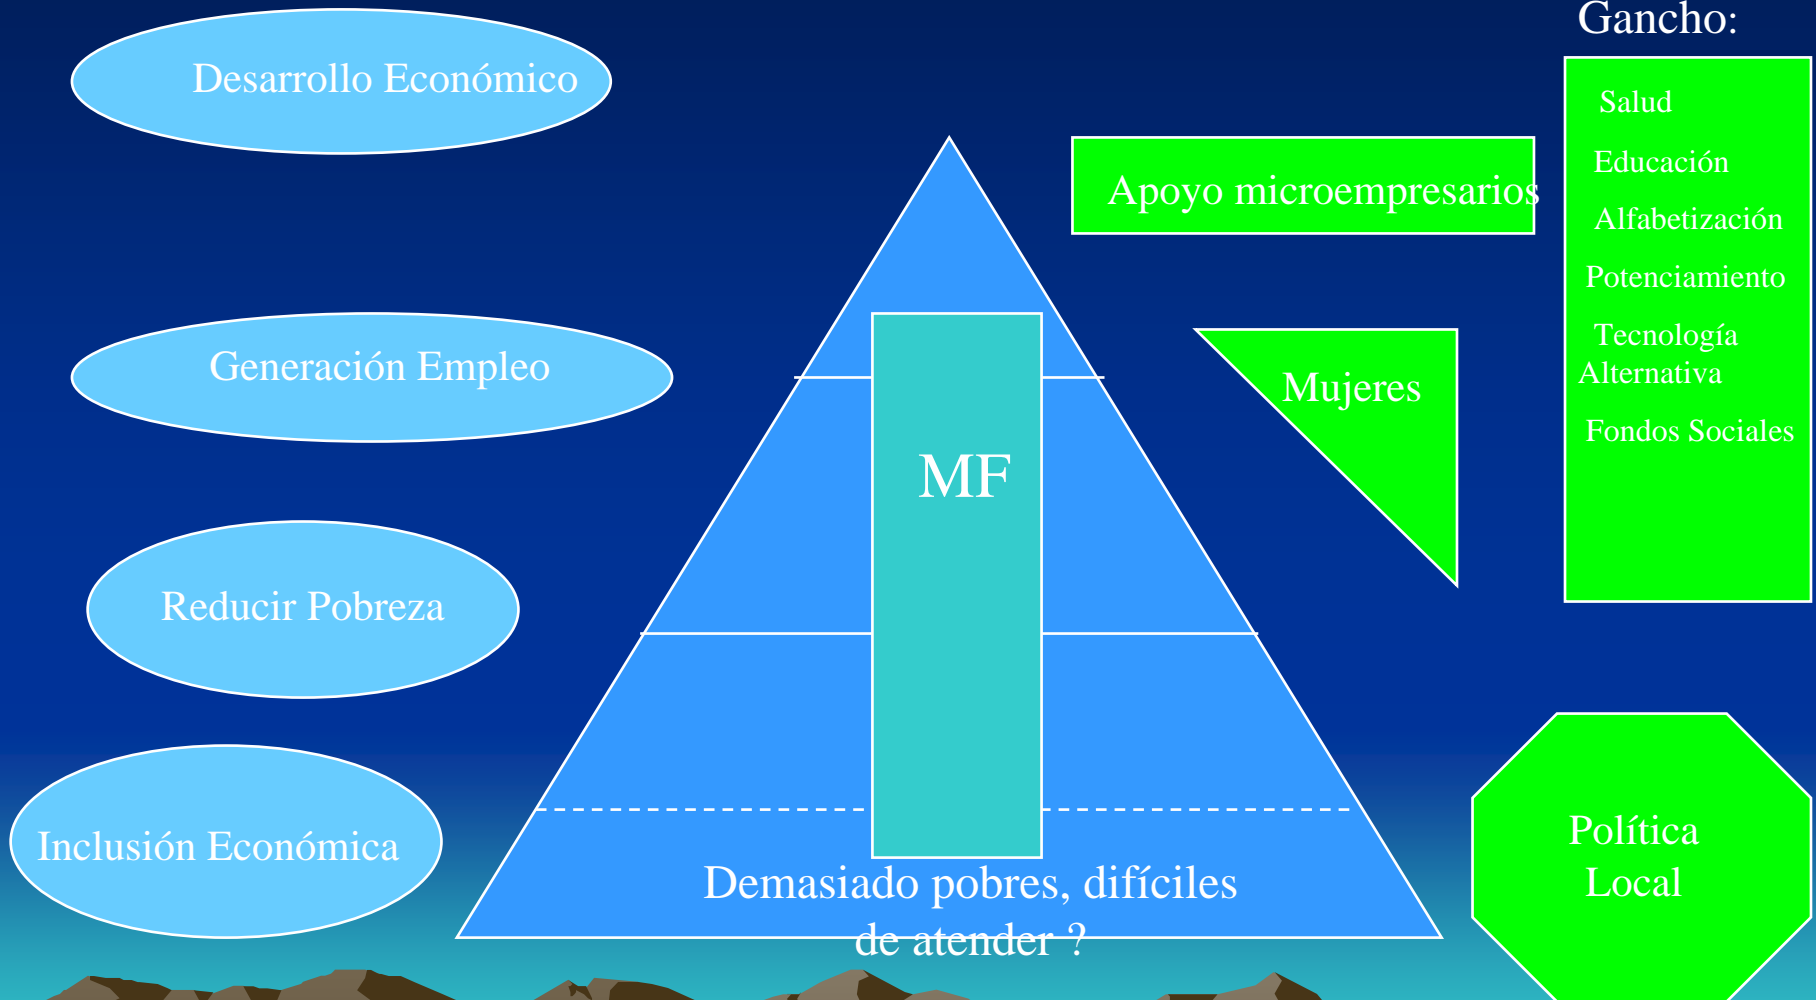 Desarrollo Económico
Generación Empleo
Reducir Pobreza
Inclusión Económica
MF
Demasiado pobres, difíciles
de atender ?
Apoyo microempresarios
Mujeres
Gancho:
Salud
Educación
Alfabetización
Potenciamiento
Tecnología
Alternativa
Fondos Sociales
Política
Local